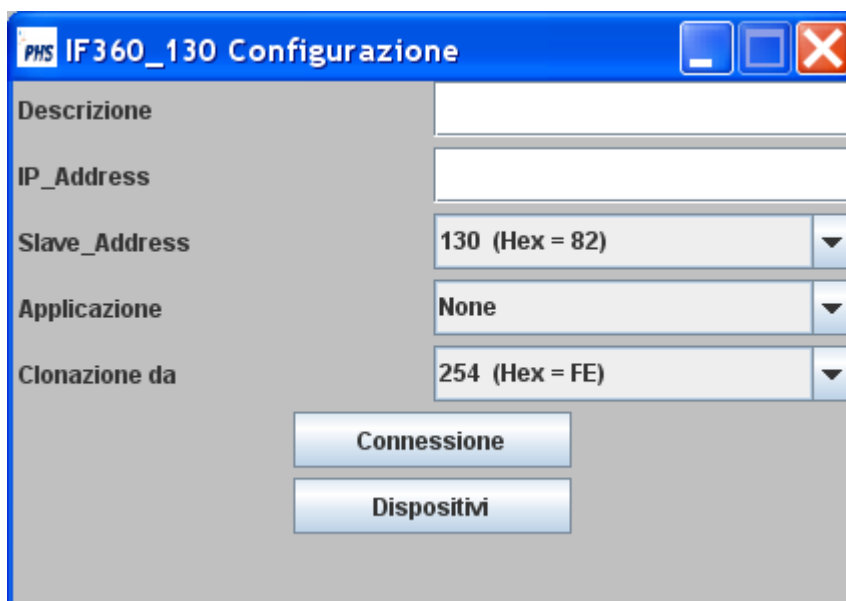 PHS IF360_130 Configurazione
Descrizione
IP_Address
Slave_Address 130 (Hex = 82)
Applicazione None
Clonazione da 254 (Hex = FE)
Connessione
Dispositivi